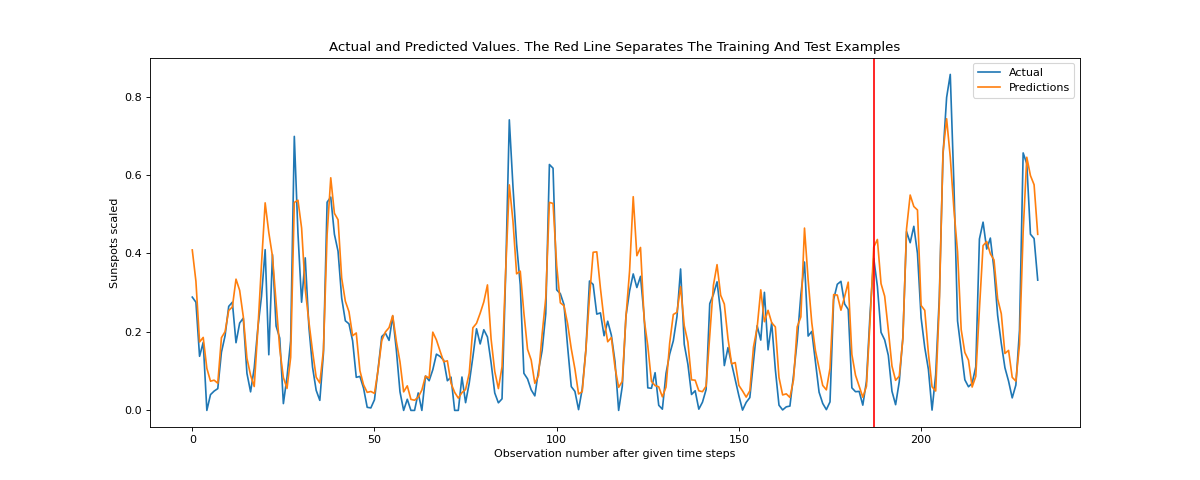 Actual and Predicted Values. The Red Line Separates The Training And Test Examples
Actual
Predictions
Sunspots scaled
0.8
0.6
0.4
0.2
0.0
0 50 100 150 200
Observation number after given time steps